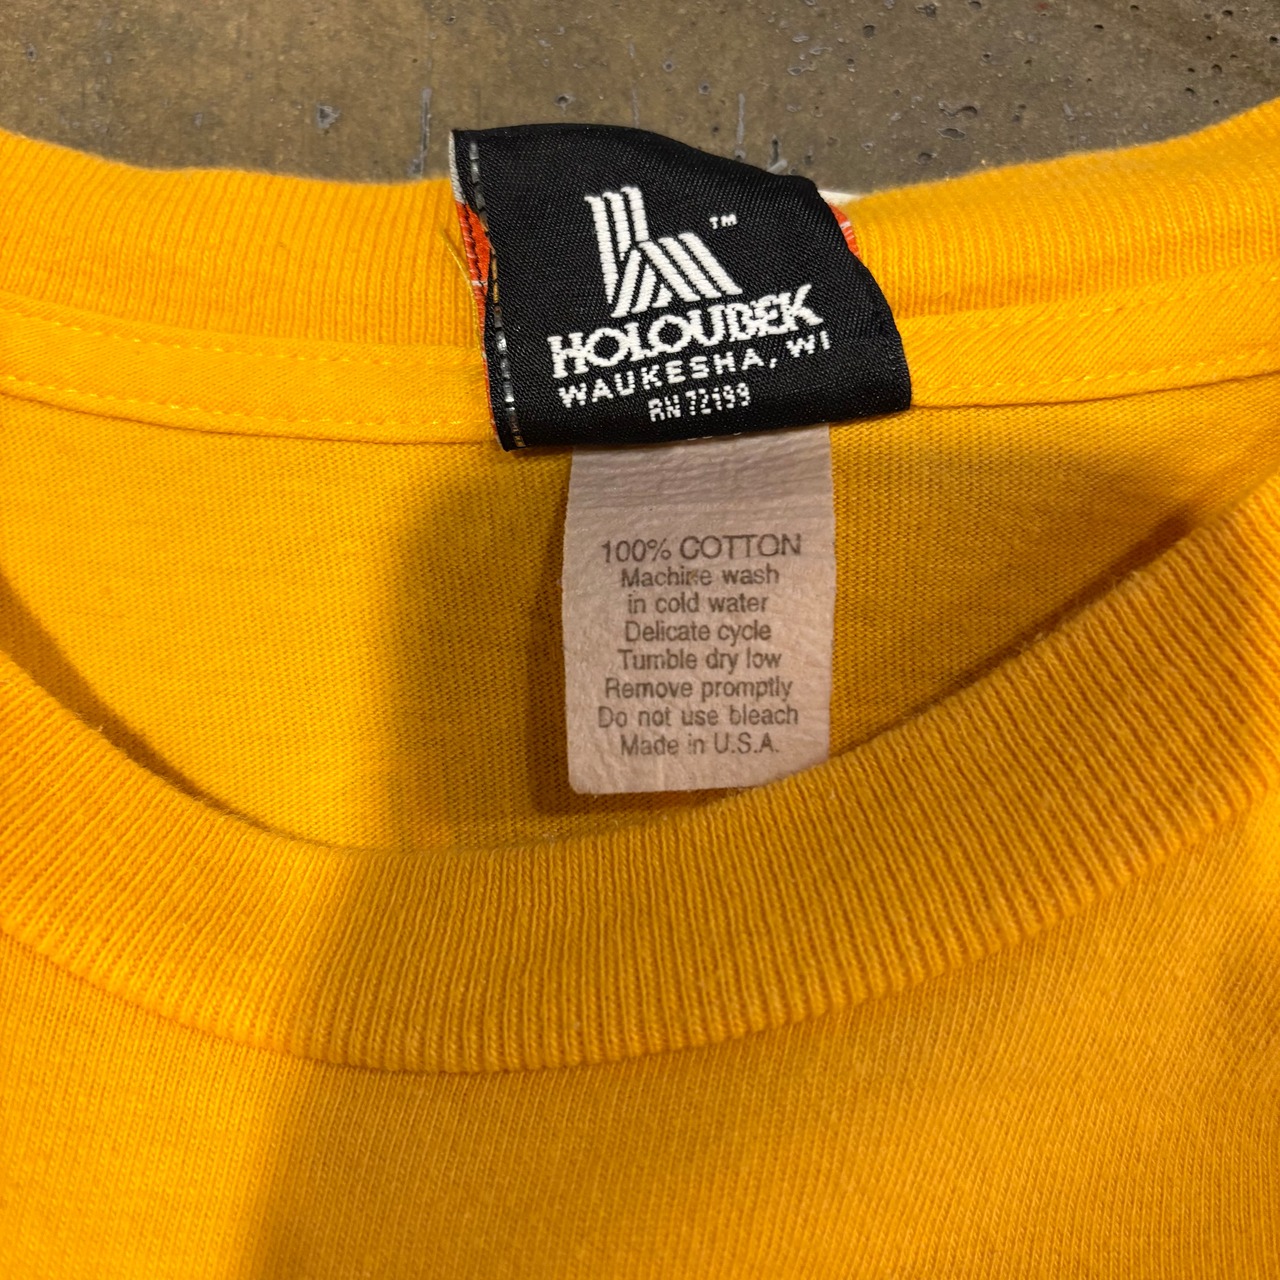 TM
HOLOUBEK
WAUKESHA, WI
RN 72199
100% COTTON
Machine wash
in cold water
Delicate cycle
Tumble dry low
Remove promptly
Do not use bleach
Made in U.S.A.